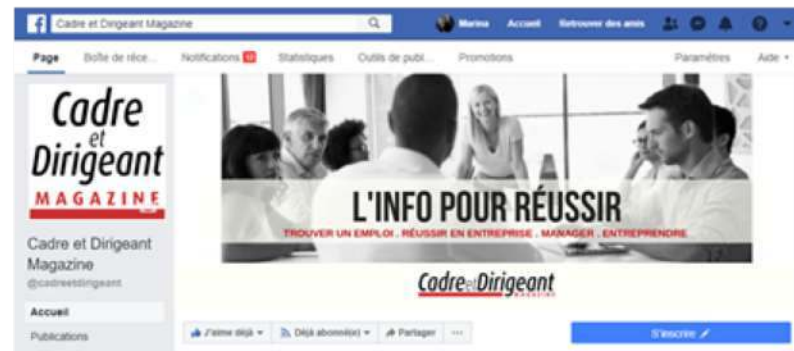 Cadre et Dirigeant Magazine
Marina Accueil Retrouver des amis
Page Boîte de réce... Notifications Statistiques Outils de publ... Promotions Paramètres Aide
Cadre
et
Dirigeant
MAGAZINE
L'INFO POUR RÉUSSIR
TROUVER UN EMPLOI . RÉUSSIR EN ENTREPRISE . MANAGER . ENTREPRENDRE
Cadre et Dirigeant
MAGAZINE
Cadre et Dirigeant
Magazine
@cadreetdirigeant
Accueil
Publications
J'aime déjà Déjà abonné(e) Partager ...
S'inscrire